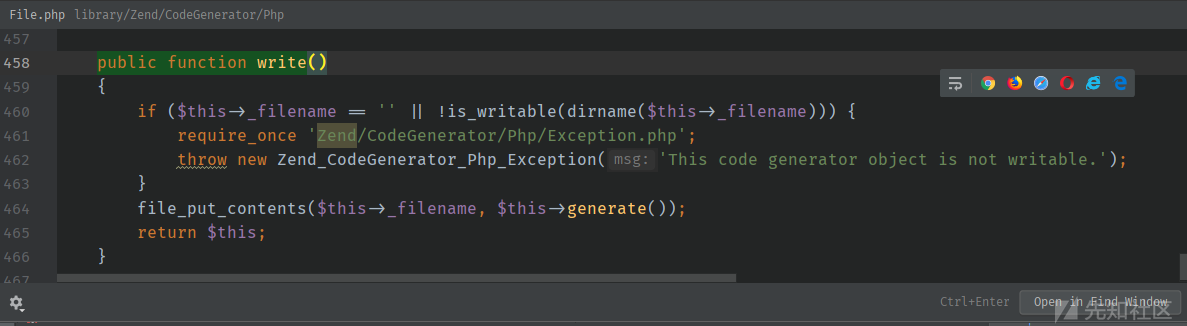 File.php library/Zend/CodeGenerator/Php
457
458 public function write()
459 {
460 if ($this->_filename == '' || !is_writable(dirname($this->_filename))) {
461 require_once 'Zend/CodeGenerator/Php/Exception.php';
462 throw new Zend_CodeGenerator_Php_Exception( msg: 'This code generator object is not writable.');
463 }
464 file_put_contents($this->_filename, $this->generate());
465 return $this;
466 }
467
Ctrl+Enter Open in Find Window
先知社区